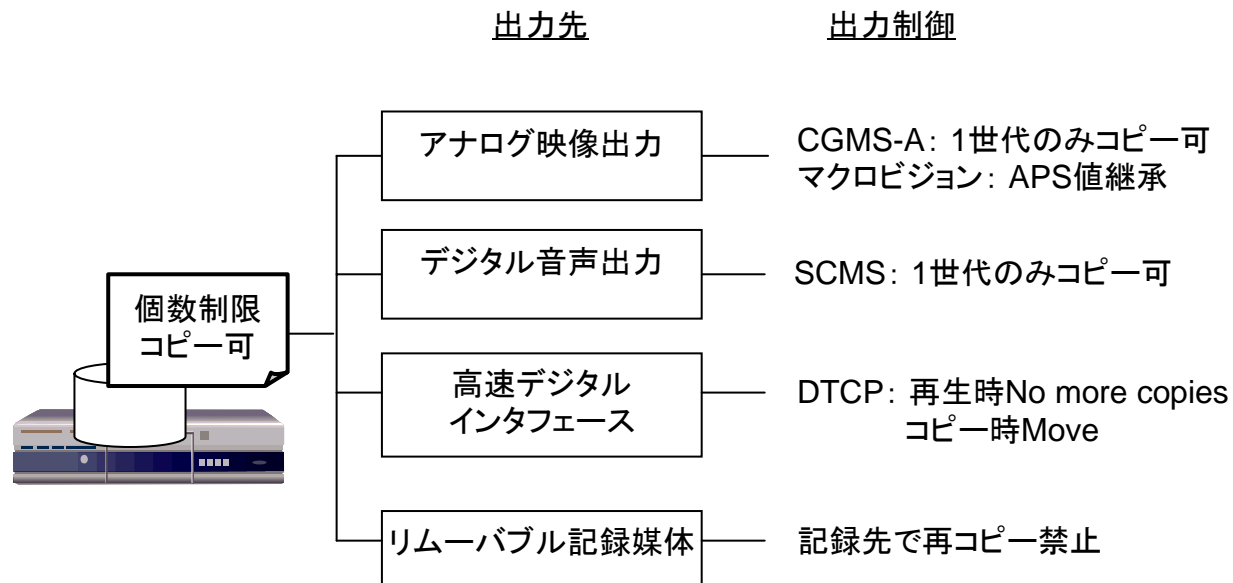 出力先
出力制御
アナログ映像出力
CGMS-A： 1世代のみコピー可
マクロビジョン： APS値継承
デジタル音声出力
SCMS： 1世代のみコピー可
個数制限
コピー可
高速デジタル
インタフェース
DTCP： 再生時No more copies
コピー時Move
リムーバブル記録媒体
記録先で再コピー禁止